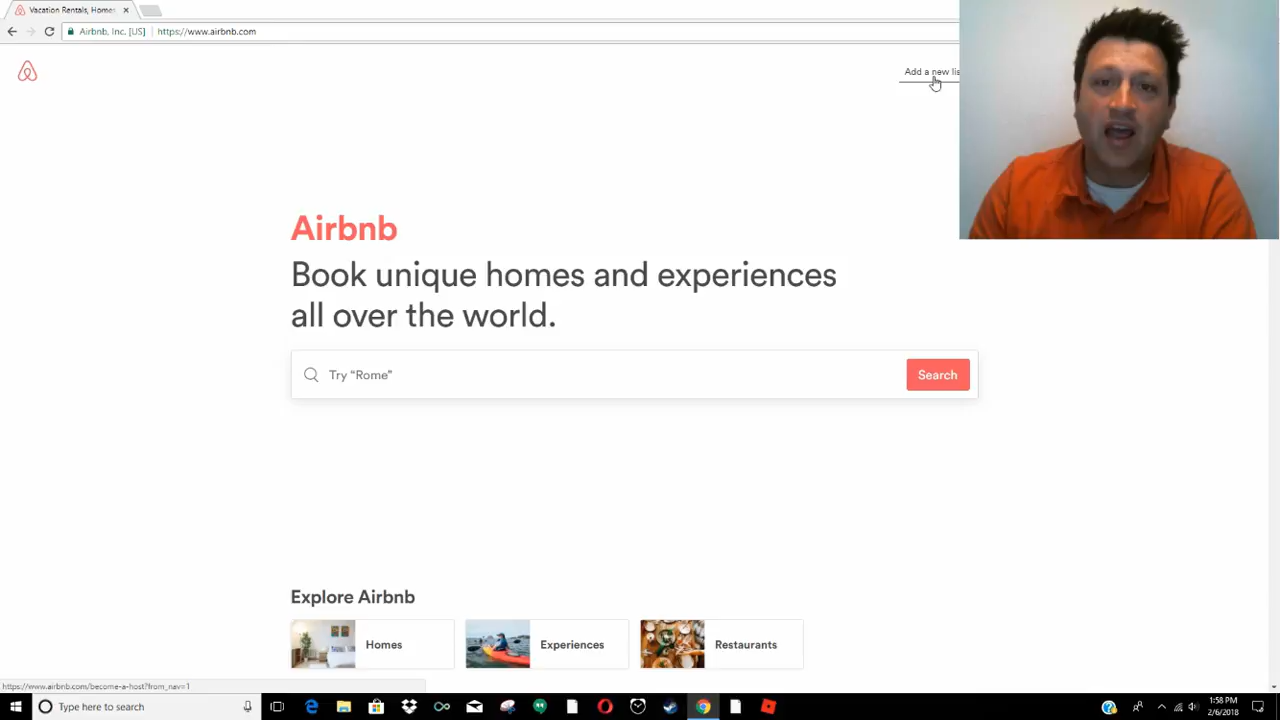 Vacation Rentals, Homes
Airbnb, Inc. [US]
https://www.airbnb.com
Add a new lis
Airbnb
Book unique homes and experiences
all over the world.
Try “Rome”
Search
Explore Airbnb
Homes
Experiences
Restaurants
https://www.airbnb.com/become-a-host?from_nav=1
Type here to search
1:58 PM
2/6/2018